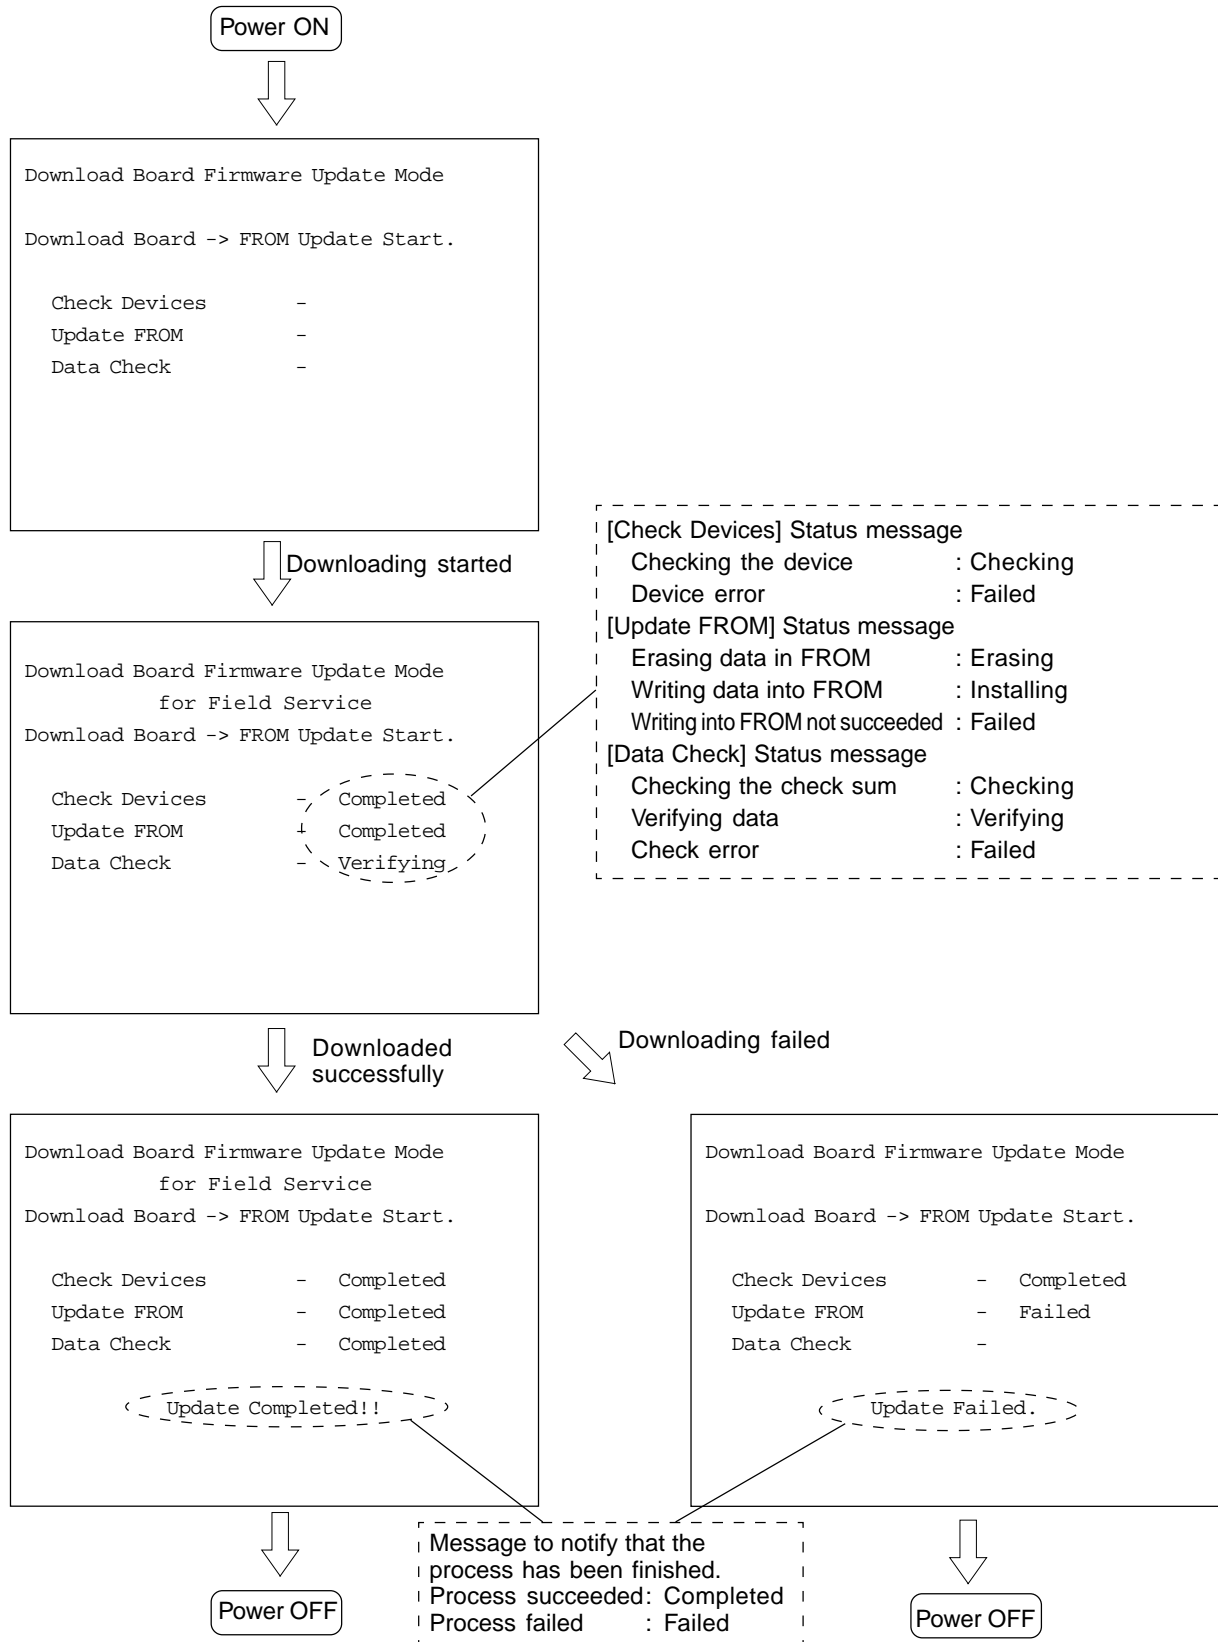 Power ON
Download Board Firmware Update Mode
Download Board -> FROM Update Start.
Check Devices -
Update FROM -
Data Check -
Downloading started
Download Board Firmware Update Mode
for Field Service
Download Board -> FROM Update Start.
Check Devices - Completed
Update FROM - Completed
Data Check - Verifying
[Check Devices] Status message
Checking the device : Checking
Device error : Failed
[Update FROM] Status message
Erasing data in FROM : Erasing
Writing data into FROM : Installing
Writing into FROM not succeeded : Failed
[Data Check] Status message
Checking the check sum : Checking
Verifying data : Verifying
Check error : Failed
Downloaded
successfully
Downloading failed
Download Board Firmware Update Mode
for Field Service
Download Board -> FROM Update Start.
Check Devices - Completed
Update FROM - Completed
Data Check - Completed
Update Completed!!
Download Board Firmware Update Mode
Download Board -> FROM Update Start.
Check Devices - Completed
Update FROM - Failed
Data Check -
Update Failed.
Message to notify that the
process has been finished.
Process succeeded: Completed
Process failed : Failed
Power OFF
Power OFF